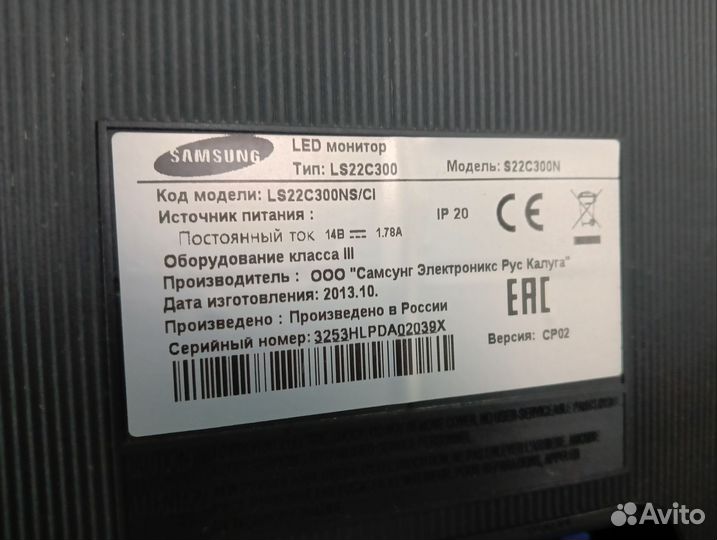 SAMSUNG
LED монитор
Тип: LS22C300
Модель: S22C300N
Код модели: LS22C300NS/CI
Источник питания :
IP 20
Постоянный ток 14В 1.78A
Оборудование класса III
Производитель : ООО "Самсунг Электроникс Рус Калуга"
Дата изготовления: 2013.10.
Произведено : Произведено в России
Серийный номер: 3253HLPDA02039X
CE
EAC
Версия: CP02
Avito